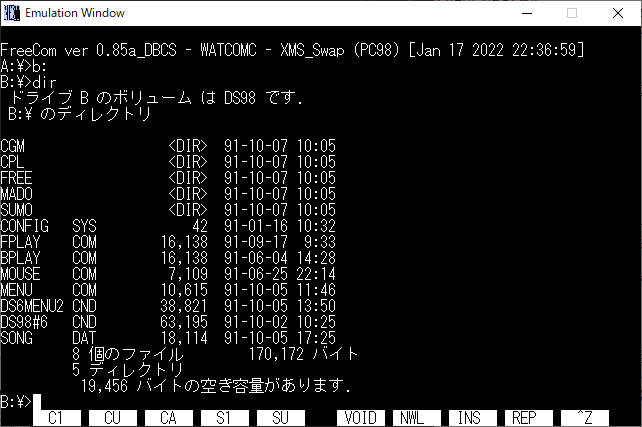 Emulation Window
FreeCom ver 0.85a_DBCS - WATCOMC - XMS_Swap (PC98) [Jan 17 2022 22:36:59]
A:¥>b:
B:¥>dir
ドライブ B のボリューム は DS98 です.
B:¥ のディレクトリ
CGM <DIR> 91-10-07 10:05
CPL <DIR> 91-10-07 10:05
FREE <DIR> 91-10-07 10:05
MADO <DIR> 91-10-07 10:05
SUMO <DIR> 91-10-07 10:05
CONFIG SYS 42 91-01-16 10:32
FPLAY COM 16,138 91-09-17 9:33
BPLAY COM 16,138 91-06-04 14:28
MOUSE COM 7,109 91-06-25 22:14
MENU COM 10,615 91-10-05 11:46
DS6MENU2 CND 38,821 91-10-05 13:50
DS98#6 CND 63,195 91-10-02 10:25
SONG DAT 18,114 91-10-05 17:25
8 個のファイル 170,172 バイト
5 ディレクトリ
19,456 バイトの空き容量があります.
B:¥>
C1 CU CA S1 SU VOID NWL INS REP ^Z